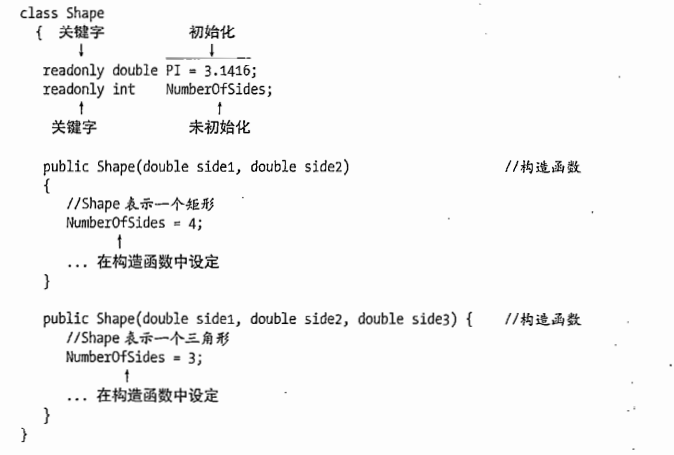 class Shape
{ 关键字 初始化
↓ ↓
readonly double PI = 3.1416;
readonly int NumberOfSides;
↑ ↑
关键字 未初始化
public Shape(double side1, double side2) //构造函数
{
//Shape 表示一个矩形
NumberOfSides = 4;
↑
... 在构造函数中设定
}
public Shape(double side1, double side2, double side3) { //构造函数
//Shape 表示一个三角形
NumberOfSides = 3;
↑
... 在构造函数中设定
}
}